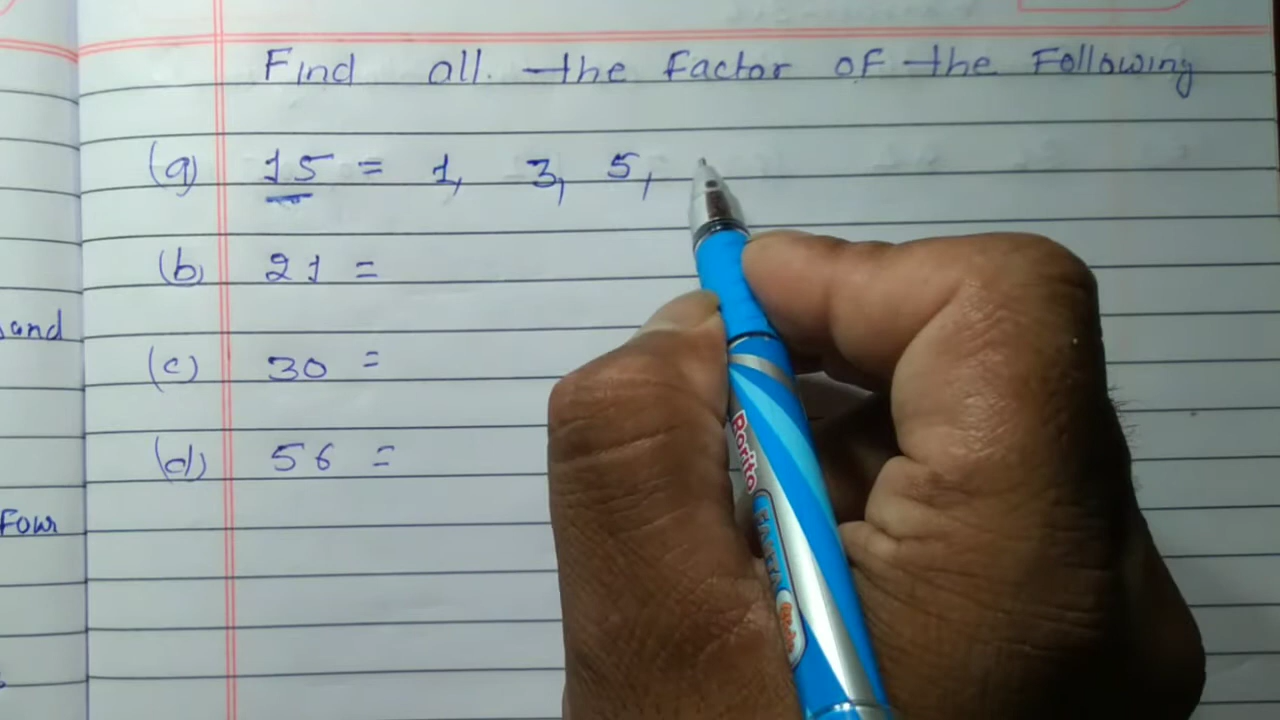 Find all the Factor of the Following
(a) 15 = 1, 3, 5,
(b) 21 =
and
(c) 30 =
(d) 56 =
Four
Rorito